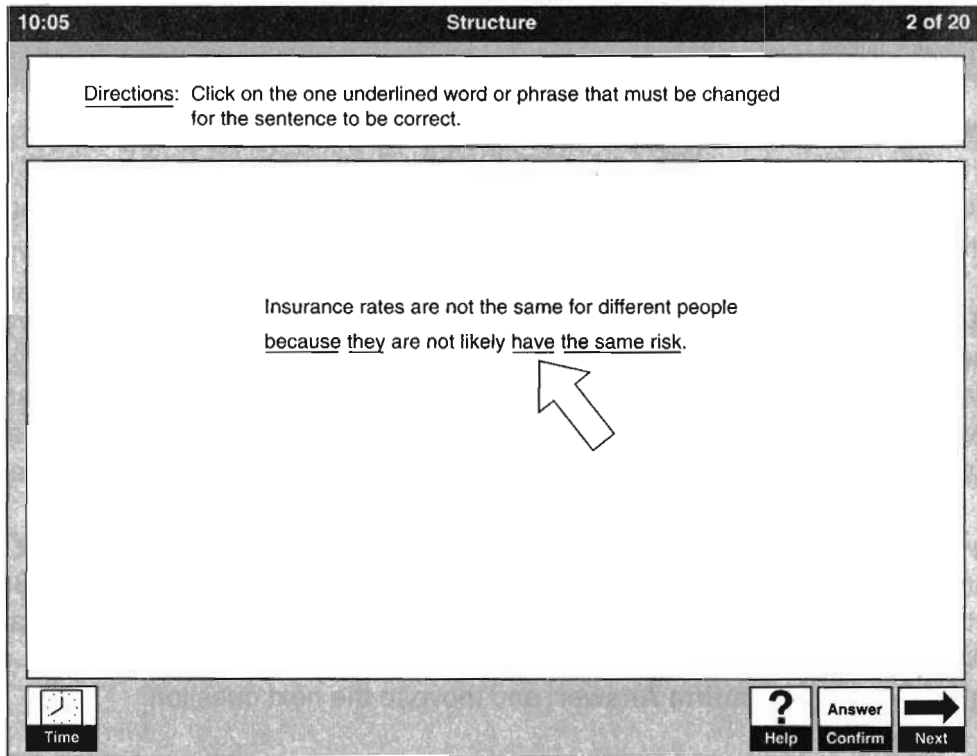 10:05 Structure 2 of 20
Directions: Click on the one underlined word or phrase that must be changed
for the sentence to be correct.
Insurance rates are not the same for different people
because they are not likely have the same risk.
Time
?
Help
Answer
Confirm
Next